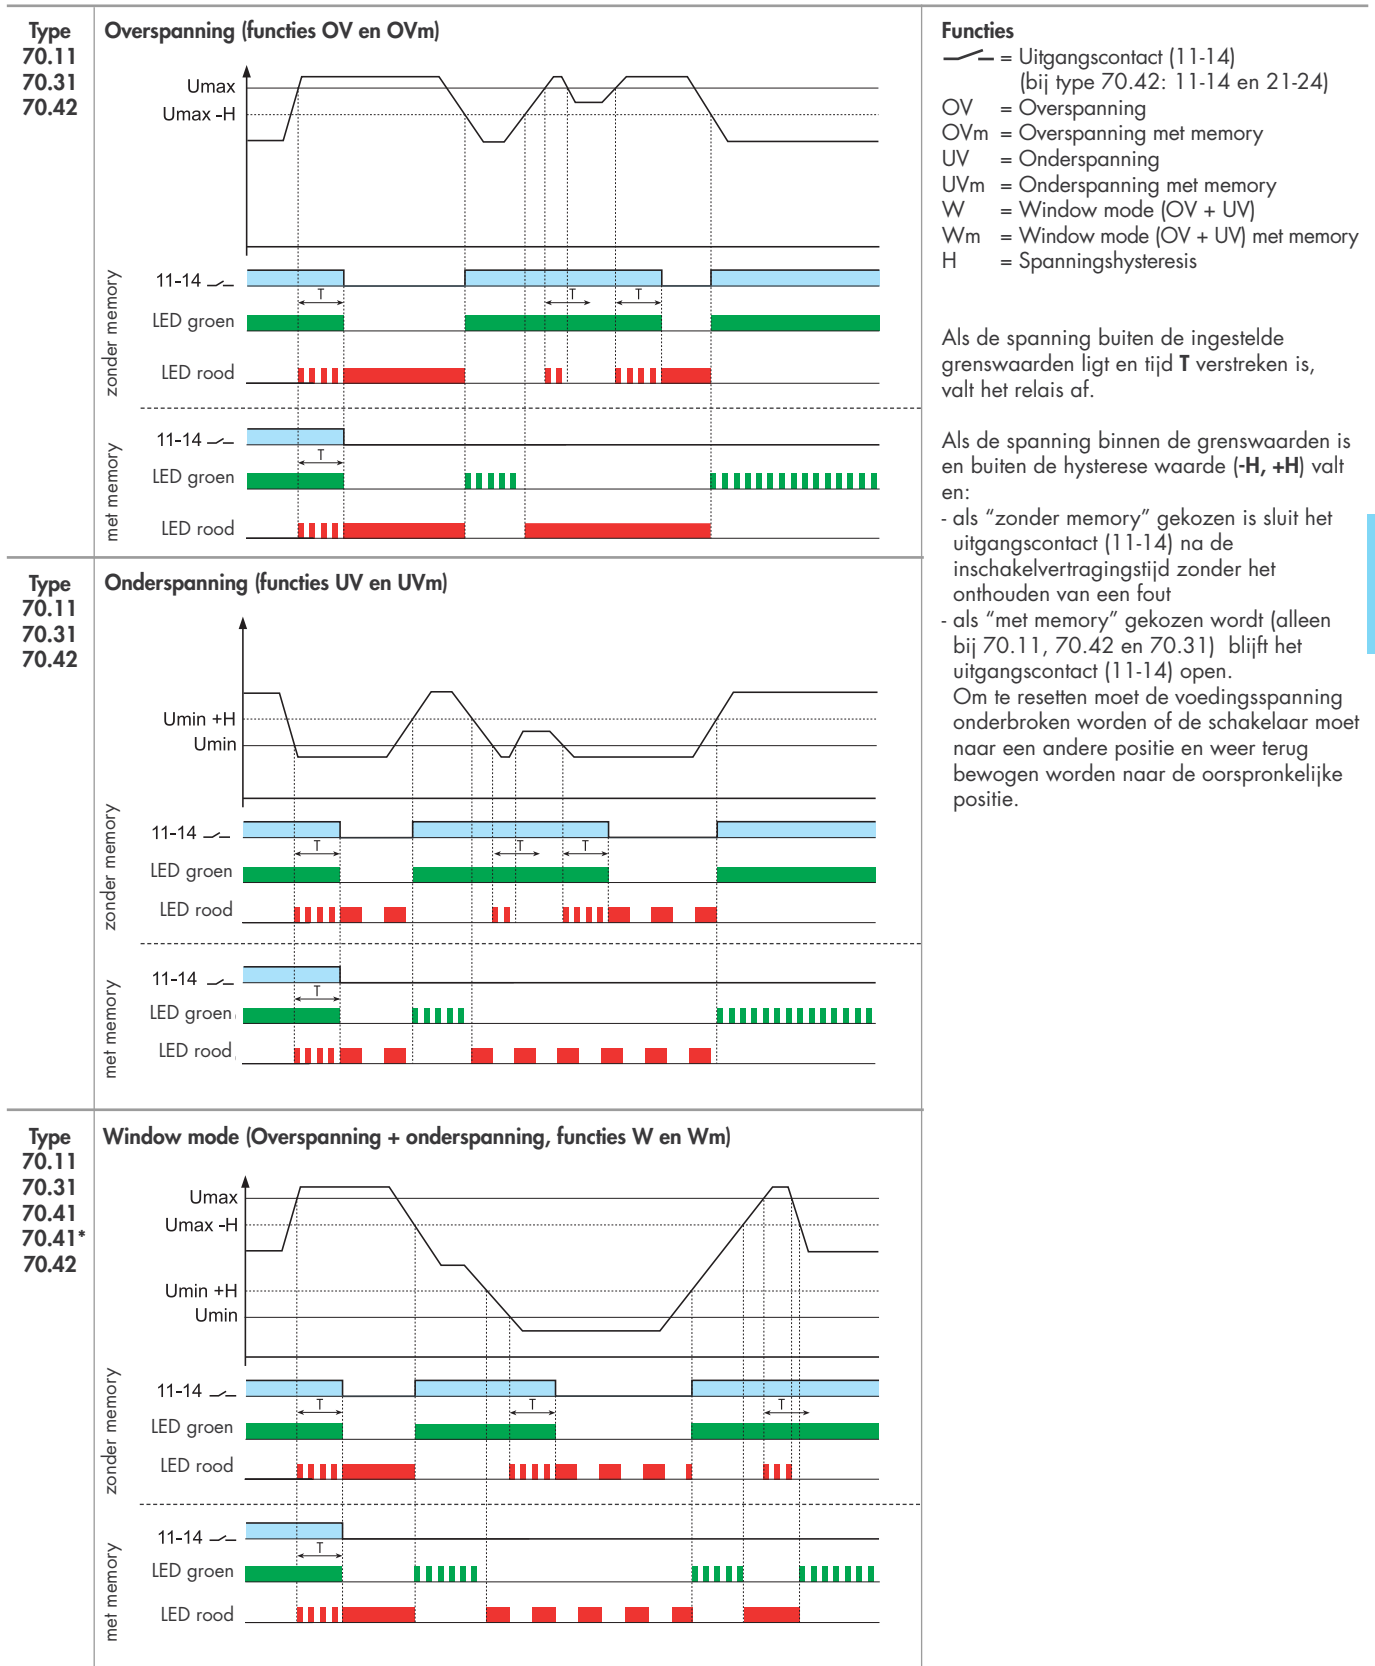 Type
70.11
70.31
70.42
Overspanning (functies OV en OVm)
Umax
Umax -H
zonder memory
11-14
T
T
T
LED groen
LED rood
met memory
11-14
T
LED groen
LED rood
Type
70.11
70.31
70.42
Onderspanning (functies UV en UVm)
Umin +H
Umin
zonder memory
11-14
T
T
T
LED groen
LED rood
met memory
11-14
T
LED groen
LED rood
Type
70.11
70.31
70.41
70.41*
70.42
Window mode (Overspanning + onderspanning, functies W en Wm)
Umax
Umax -H
Umin +H
Umin
zonder memory
11-14
T
T
T
LED groen
LED rood
met memory
11-14
T
LED groen
LED rood
Functies
= Uitgangscontact (11-14)
(bij type 70.42: 11-14 en 21-24)
OV = Overspanning
OVm = Overspanning met memory
UV = Onderspanning
UVm = Onderspanning met memory
W = Window mode (OV + UV)
Wm = Window mode (OV + UV) met memory
H = Spanningshysteresis
Als de spanning buiten de ingestelde
grenswaarden ligt en tijd T verstreken is,
valt het relais af.
Als de spanning binnen de grenswaarden is
en buiten de hysterese waarde (-H, +H) valt
en:
- als “zonder memory” gekozen is sluit het
uitgangscontact (11-14) na de
inschakelvertragingstijd zonder het
onthouden van een fout
- als “met memory” gekozen wordt (alleen
bij 70.11, 70.42 en 70.31) blijft het
uitgangscontact (11-14) open.
Om te resetten moet de voedingsspanning
onderbroken worden of de schakelaar moet
naar een andere positie en weer terug
bewogen worden naar de oorspronkelijke
positie.